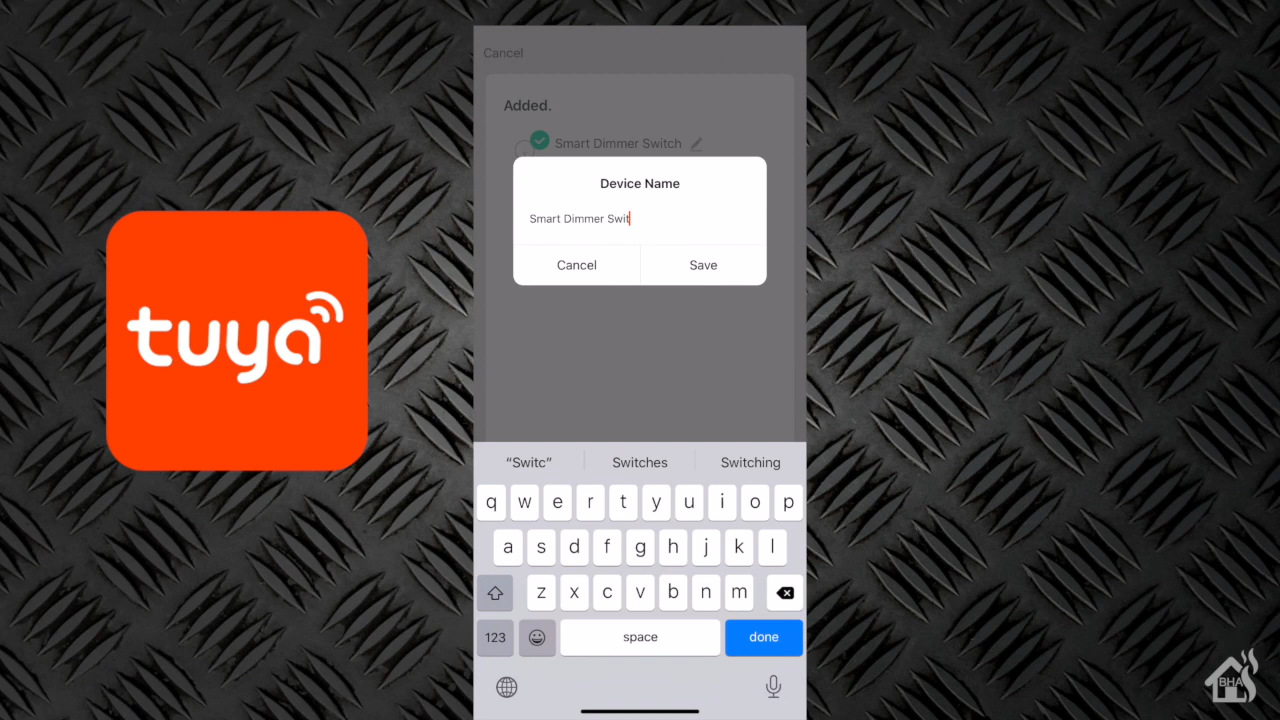 Cancel
Added.
Smart Dimmer Switch
Device Name
Smart Dimmer Swit
Cancel Save
tuya
“Switc” Switches Switching
q w e r t y u i o p
a s d f g h j k l
z x c v b n m
123 space done
BHA